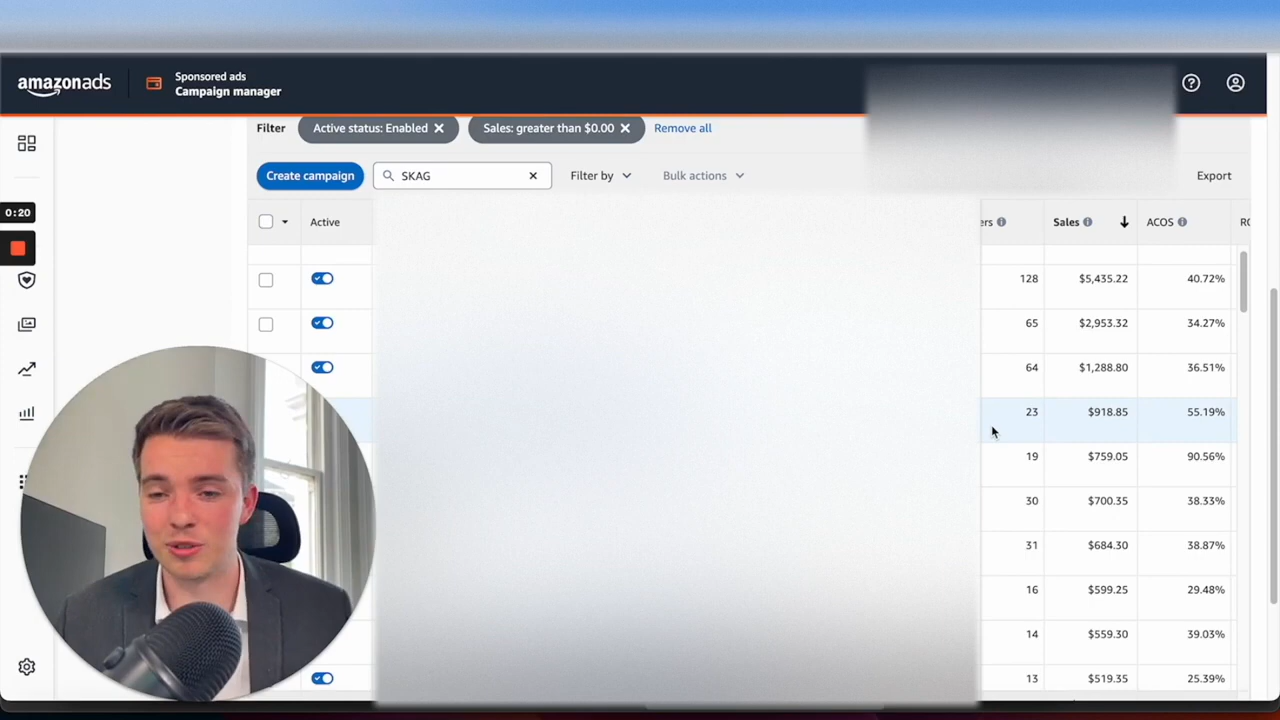 amazonads
Sponsored ads
Campaign manager
Filter
Active status: Enabled
Sales: greater than $0.00
Remove all
Create campaign
SKAG
Filter by
Bulk actions
Export
Active
ers
Sales
ACOS
RO
0:20
128 $5,435.22 40.72%
65 $2,953.32 34.27%
64 $1,288.80 36.51%
23 $918.85 55.19%
19 $759.05 90.56%
30 $700.35 38.33%
31 $684.30 38.87%
16 $599.25 29.48%
14 $559.30 39.03%
13 $519.35 25.39%